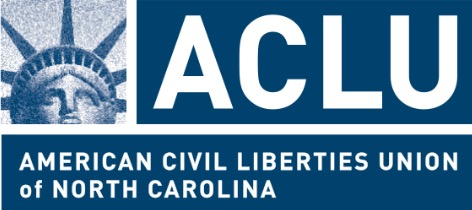 ACLU
AMERICAN CIVIL LIBERTIES UNION
of NORTH CAROLINA